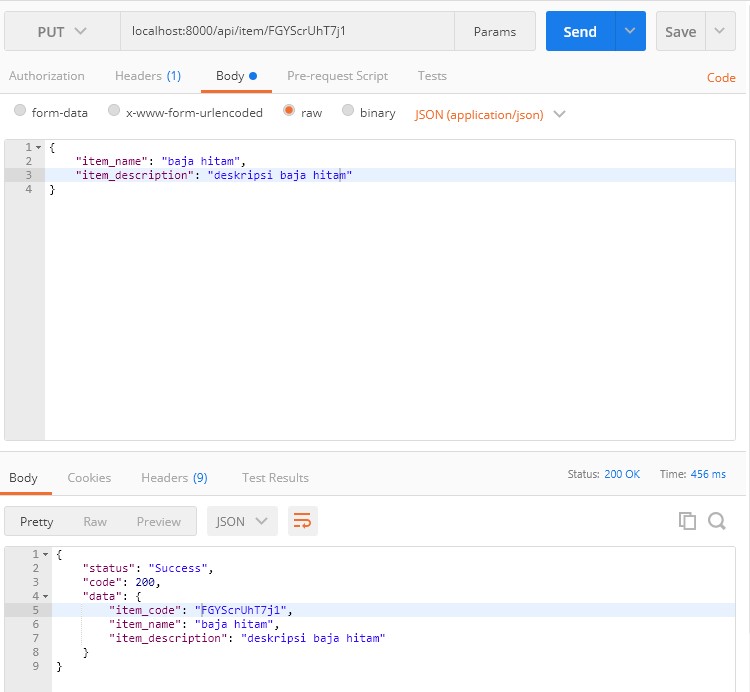 PUT localhost:8000/api/item/FGYScrUhT7j1 Params Send Save
Authorization Headers (1) Body Pre-request Script Tests Code
form-data x-www-form-urlencoded raw binary JSON (application/json)
1 {
2 "item_name": "baja hitam",
3 "item_description": "deskripsi baja hitam"
4 }
Body Cookies Headers (9) Test Results Status: 200 OK Time: 456 ms
Pretty Raw Preview JSON
1 {
2 "status": "Success",
3 "code": 200,
4 "data": {
5 "item_code": "FGYScrUhT7j1",
6 "item_name": "baja hitam",
7 "item_description": "deskripsi baja hitam"
8 }
9 }